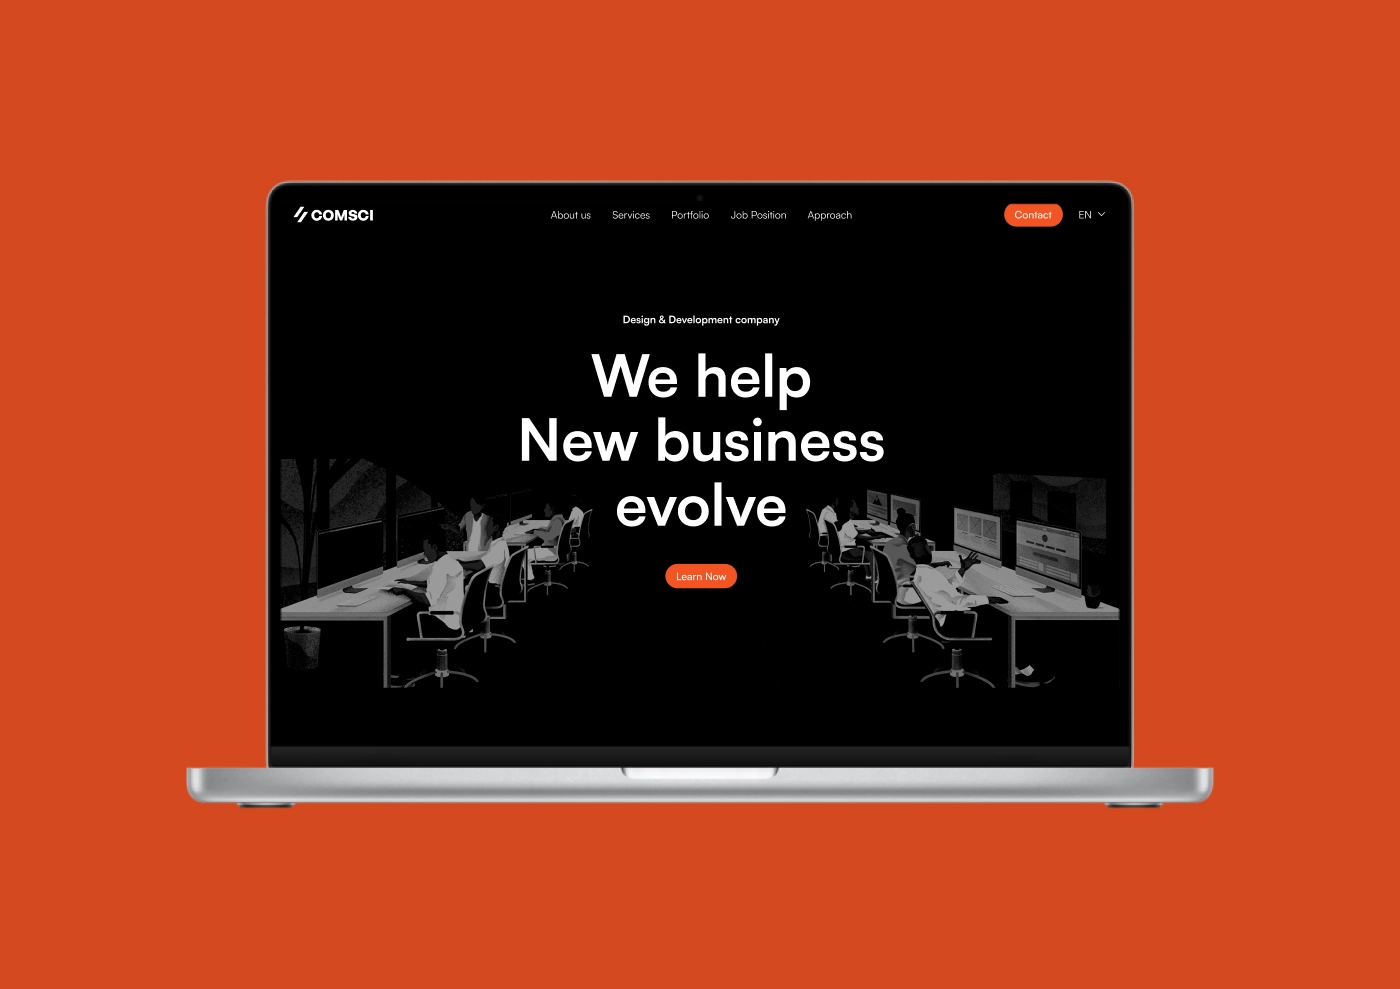 COMSCI
About us
Services
Portfolio
Job Position
Approach
Contact
EN
Design & Development company
We help
New business
evolve
Learn Now